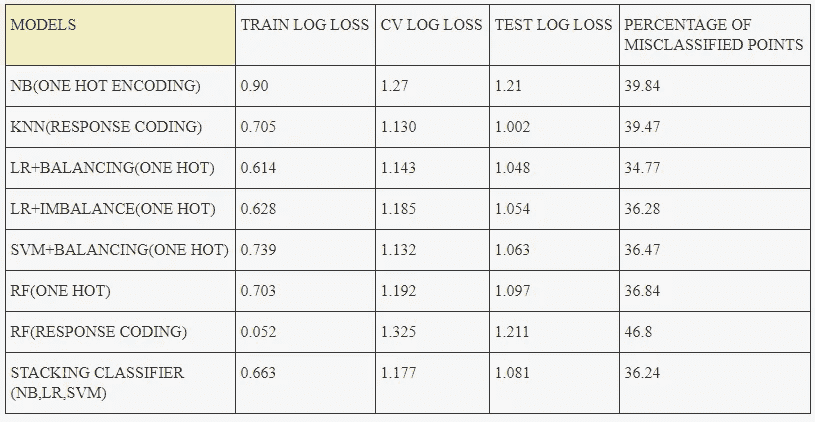 MODELS TRAIN LOG LOSS CV LOG LOSS TEST LOG LOSS PERCENTAGE OF
MISCLASSIFIED POINTS
NB(ONE HOT ENCODING) 0.90 1.27 1.21 39.84
KNN(RESPONSE CODING) 0.705 1.130 1.002 39.47
LR+BALANCING(ONE HOT) 0.614 1.143 1.048 34.77
LR+IMBALANCE(ONE HOT) 0.628 1.185 1.054 36.28
SVM+BALANCING(ONE HOT) 0.739 1.132 1.063 36.47
RF(ONE HOT) 0.703 1.192 1.097 36.84
RF(RESPONSE CODING) 0.052 1.325 1.211 46.8
STACKING CLASSIFIER 0.663 1.177 1.081 36.24
(NB,LR,SVM)